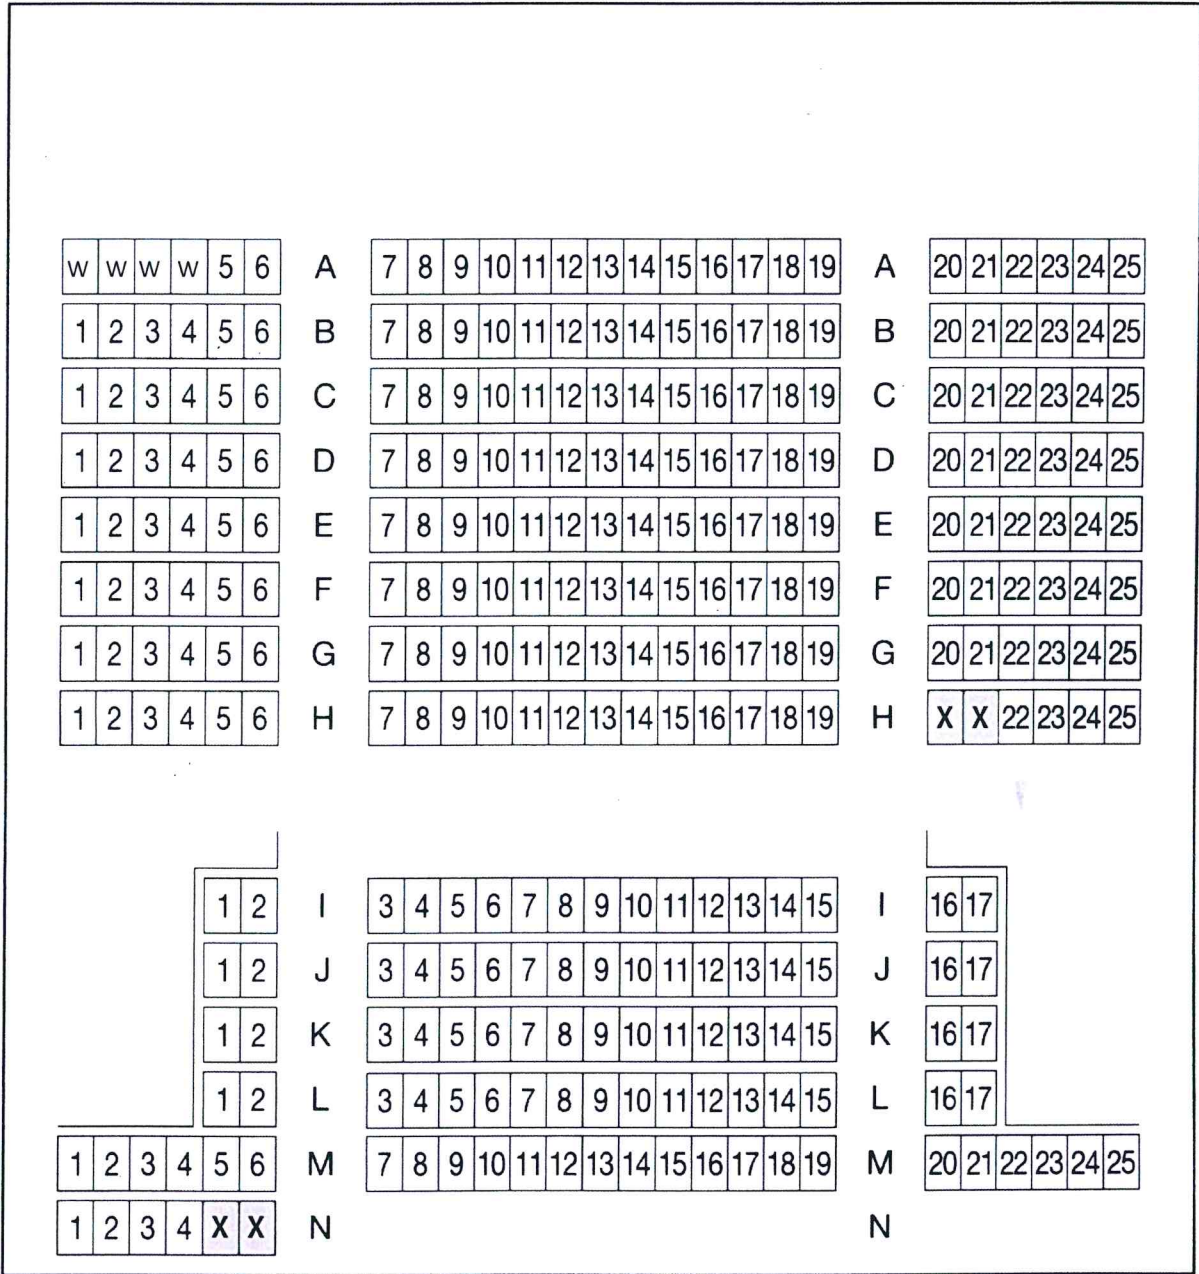 W W W W 5 6 A 7 8 9 10 11 12 13 14 15 16 17 18 19 A 20 21 22 23 24 25
1 2 3 4 5 6 B 7 8 9 10 11 12 13 14 15 16 17 18 19 B 20 21 22 23 24 25
1 2 3 4 5 6 C 7 8 9 10 11 12 13 14 15 16 17 18 19 C 20 21 22 23 24 25
1 2 3 4 5 6 D 7 8 9 10 11 12 13 14 15 16 17 18 19 D 20 21 22 23 24 25
1 2 3 4 5 6 E 7 8 9 10 11 12 13 14 15 16 17 18 19 E 20 21 22 23 24 25
1 2 3 4 5 6 F 7 8 9 10 11 12 13 14 15 16 17 18 19 F 20 21 22 23 24 25
1 2 3 4 5 6 G 7 8 9 10 11 12 13 14 15 16 17 18 19 G 20 21 22 23 24 25
1 2 3 4 5 6 H 7 8 9 10 11 12 13 14 15 16 17 18 19 H X X 22 23 24 25
1 2 I 3 4 5 6 7 8 9 10 11 12 13 14 15 I 16 17
1 2 J 3 4 5 6 7 8 9 10 11 12 13 14 15 J 16 17
1 2 K 3 4 5 6 7 8 9 10 11 12 13 14 15 K 16 17
1 2 L 3 4 5 6 7 8 9 10 11 12 13 14 15 L 16 17
1 2 3 4 5 6 M 7 8 9 10 11 12 13 14 15 16 17 18 19 M 20 21 22 23 24 25
1 2 3 4 X X N N